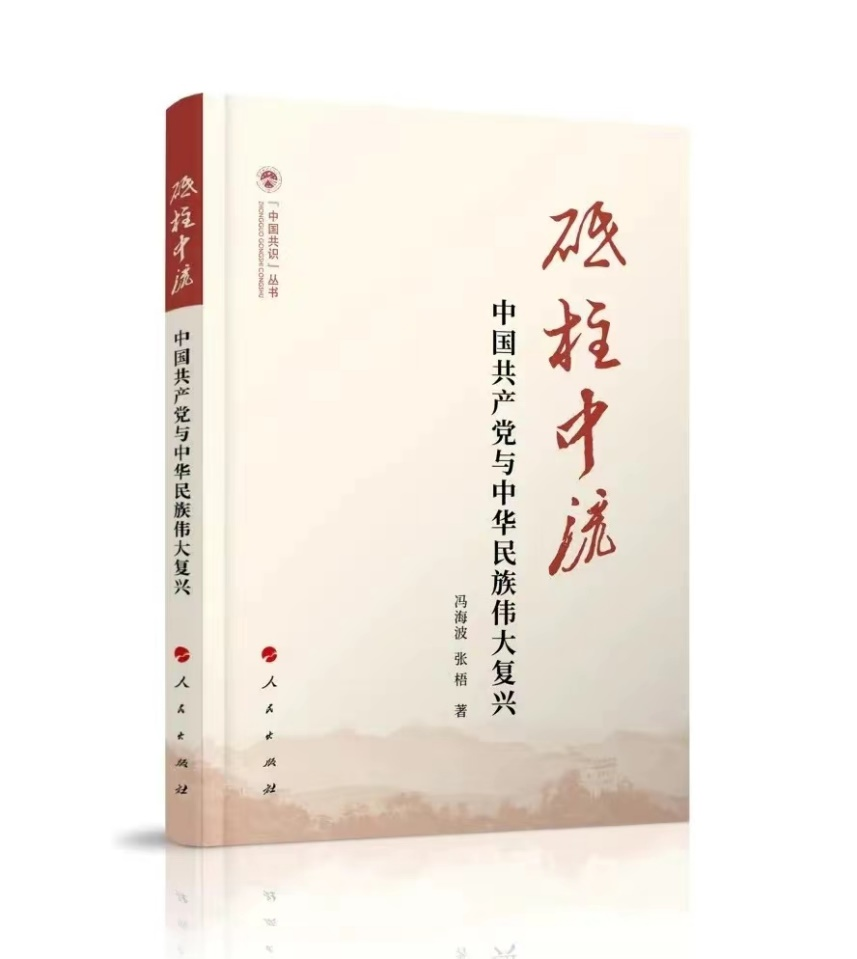 砥柱中流
中国共产党与中华民族伟大复兴
人民出版社
「中国共识」丛书
ZHONGGUO GONGSHI CONGSHU
砥柱中流
中国共产党与中华民族伟大复兴
冯海波 张梧 著
人民出版社